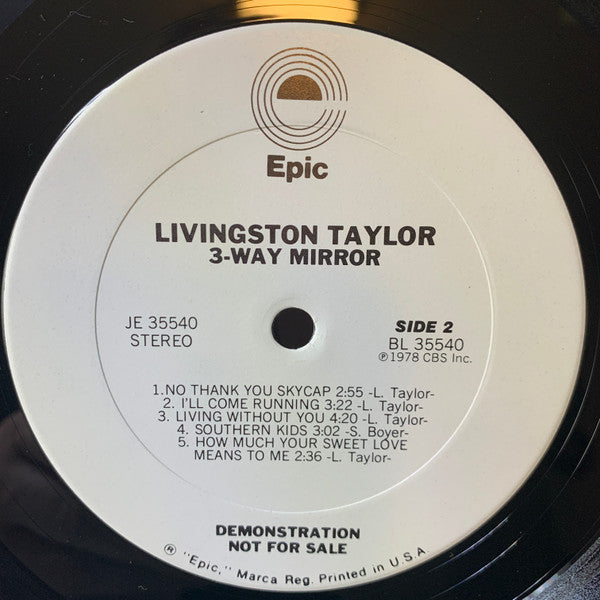 Epic
LIVINGSTON TAYLOR
3-WAY MIRROR
JE 35540
STEREO
SIDE 2
BL 35540
℗1978 CBS Inc.
1.NO THANK YOU SKYCAP 2:55 -L. Taylor-
2. I'LL COME RUNNING 3:22 -L. Taylor-
3. LIVING WITHOUT YOU 4:20 -L. Taylor-
4. SOUTHERN KIDS 3:02 -S. Boyer-
5. HOW MUCH YOUR SWEET LOVE
MEANS TO ME 2:36 -L. Taylor-
DEMONSTRATION
NOT FOR SALE
® "Epic," Marca Reg. Printed in U.S.A.